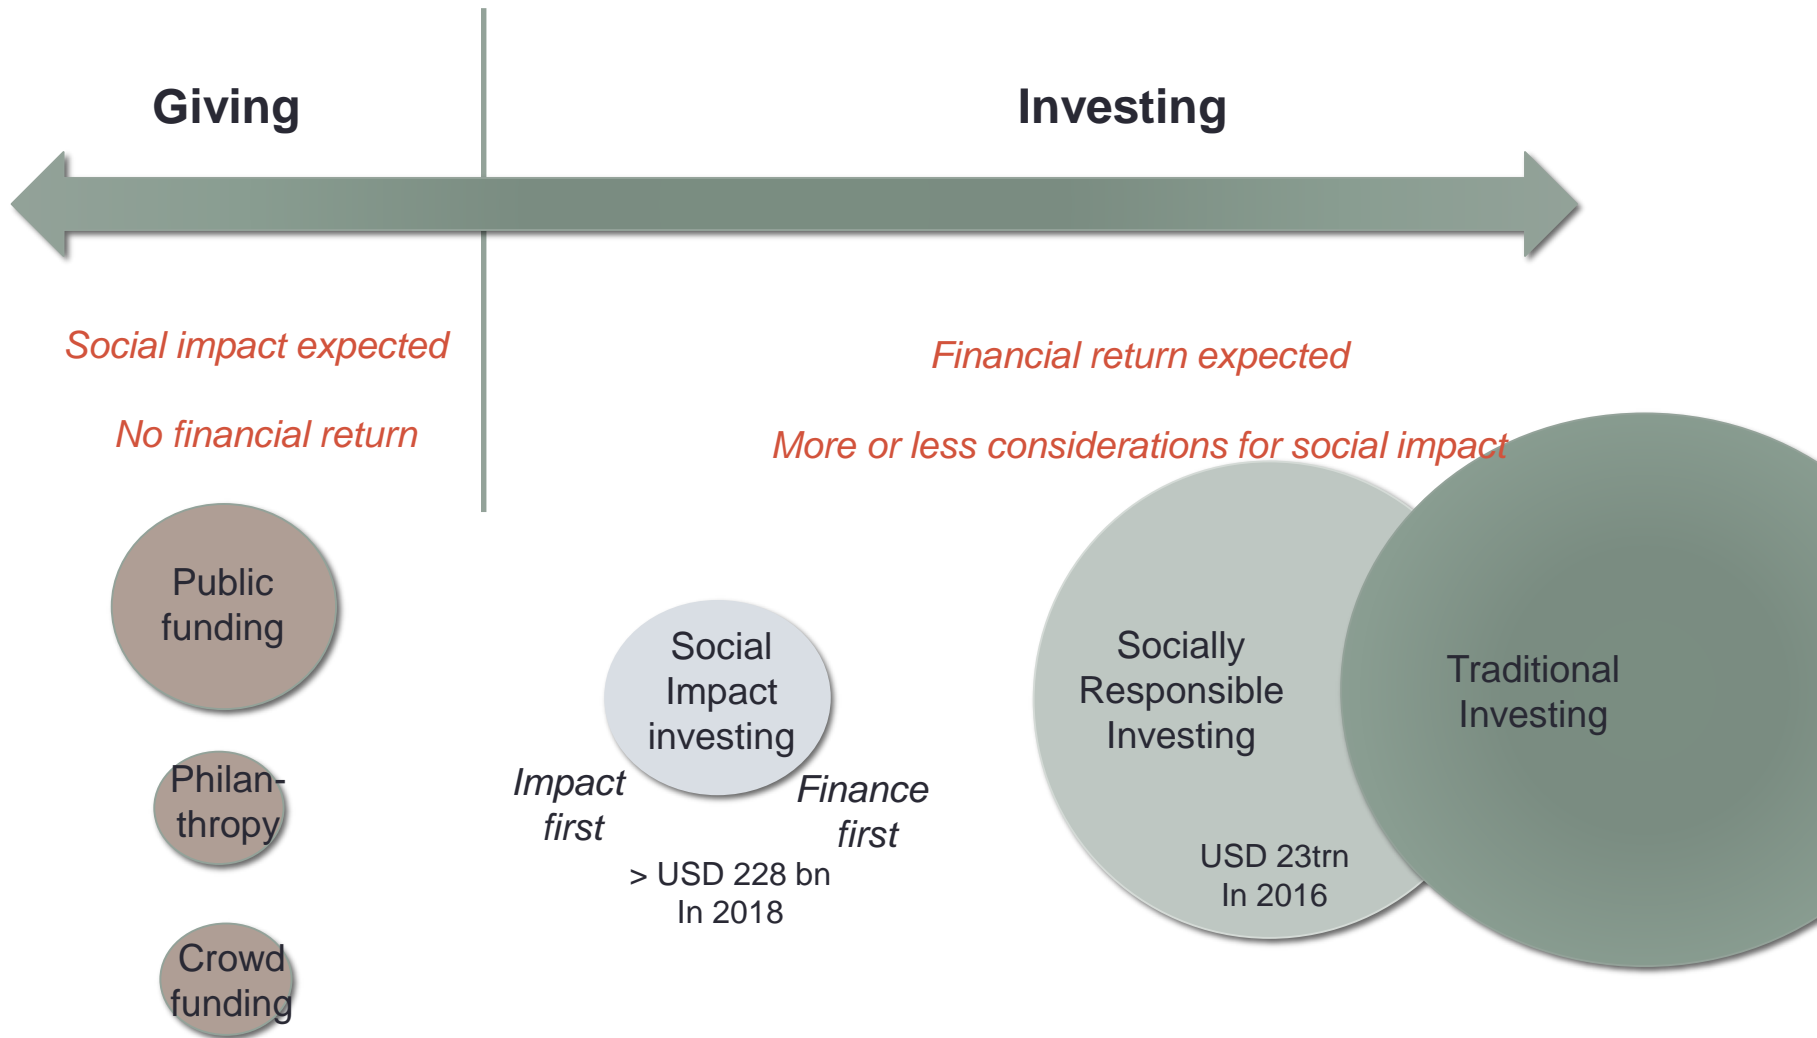 Giving
Investing
Social impact expected
No financial return
Financial return expected
More or less considerations for social impact
Public
funding
Philan-
thropy
Crowd
funding
Social
Impact
investing
Impact
first
Finance
first
> USD 228 bn
In 2018
Socially
Responsible
Investing
USD 23trn
In 2016
Traditional
Investing